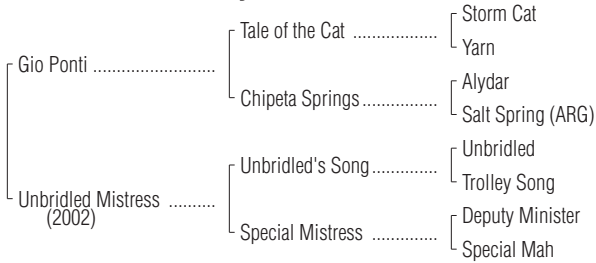 Storm Cat
Tale of the Cat ..................
Yarn
Gio Ponti ..........................
Alydar
Chipeta Springs ................
Salt Spring (ARG)
Unbridled
Unbridled's Song ..............
Trolley Song
Unbridled Mistress ..........
(2002)
Deputy Minister
Special Mistress ..............
Special Mah